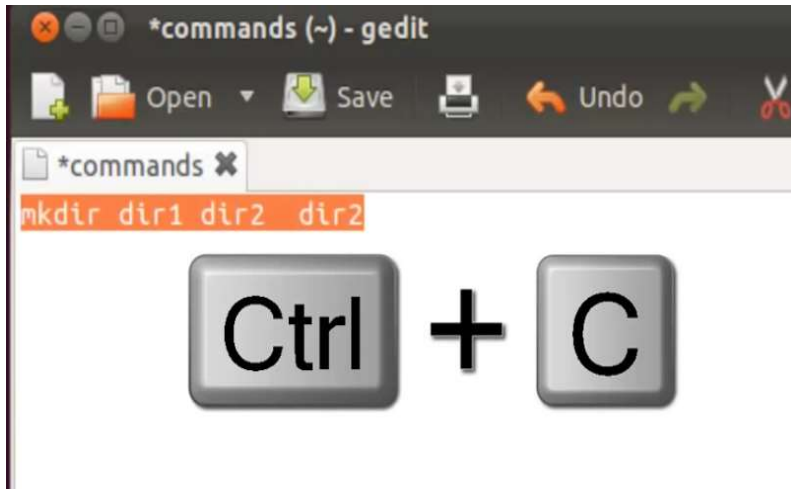 *commands (~) - gedit
Open Save Undo
*commands
mkdir dir1 dir2  dir2
Ctrl + C